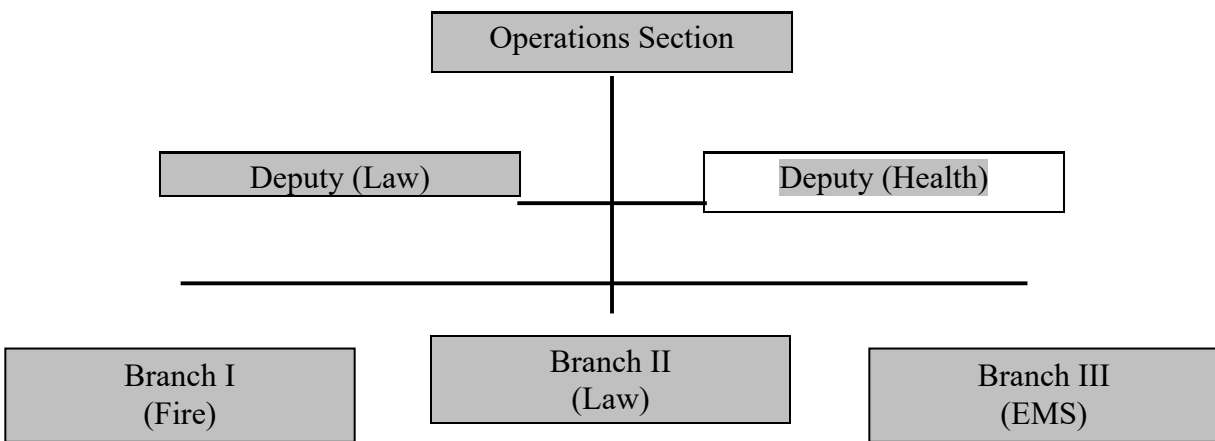 Operations Section
Deputy (Law)
Deputy (Health)
Branch I
(Fire)
Branch II
(Law)
Branch III
(EMS)